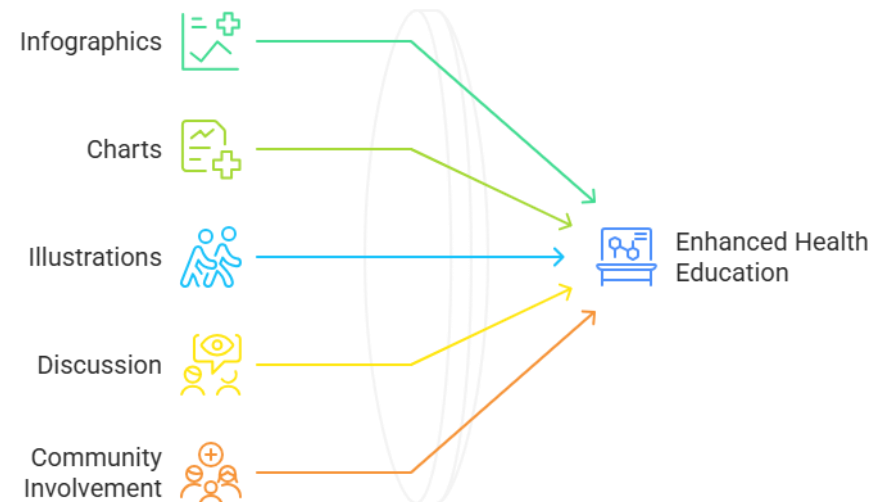 Infographics
Charts
Illustrations
Enhanced Health
Education
Discussion
Community
Involvement